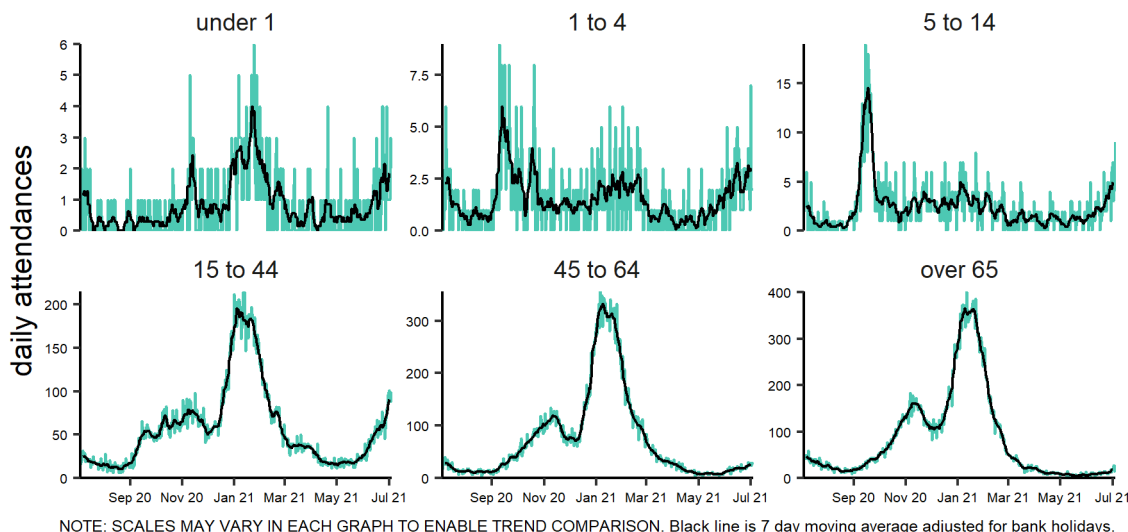 under 1
1 to 4
5 to 14
6
5
4
3
2
1
0
7.5
5.0
2.5
0.0
15
10
5
0
daily attendances
15 to 44
45 to 64
over 65
200
150
100
50
0
300
200
100
0
400
300
200
100
0
Sep 20 Nov 20 Jan 21 Mar 21 May 21 Jul 21
Sep 20 Nov 20 Jan 21 Mar 21 May 21 Jul 21
Sep 20 Nov 20 Jan 21 Mar 21 May 21 Jul 21
NOTE: SCALES MAY VARY IN EACH GRAPH TO ENABLE TREND COMPARISON. Black line is 7 day moving average adjusted for bank holidays.